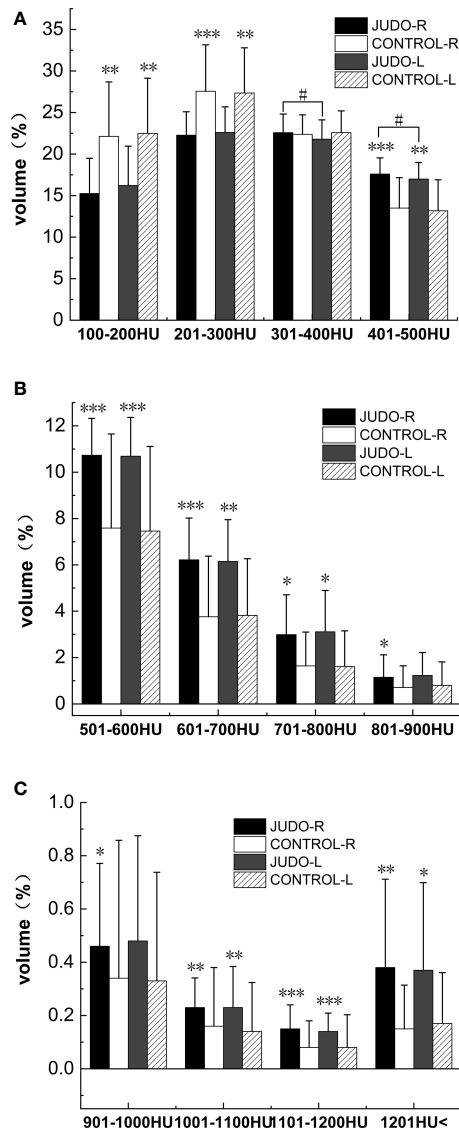 A
35
30
25
20
15
10
5
0
volume (%)
JUDO-R
CONTROL-R
JUDO-L
CONTROL-L
** ** *** ** # *** # **
100-200HU 201-300HU 301-400HU 401-500HU
B
12
10
8
6
4
2
0
volume (%)
JUDO-R
CONTROL-R
JUDO-L
CONTROL-L
*** *** *** ** * * *
501-600HU 601-700HU 701-800HU 801-900HU
C
1.0
0.8
0.6
0.4
0.2
0.0
volume (%)
JUDO-R
CONTROL-R
JUDO-L
CONTROL-L
* ** ** *** *** ** *
901-1000HU 1001-1100HU 1101-1200HU 1201HU<